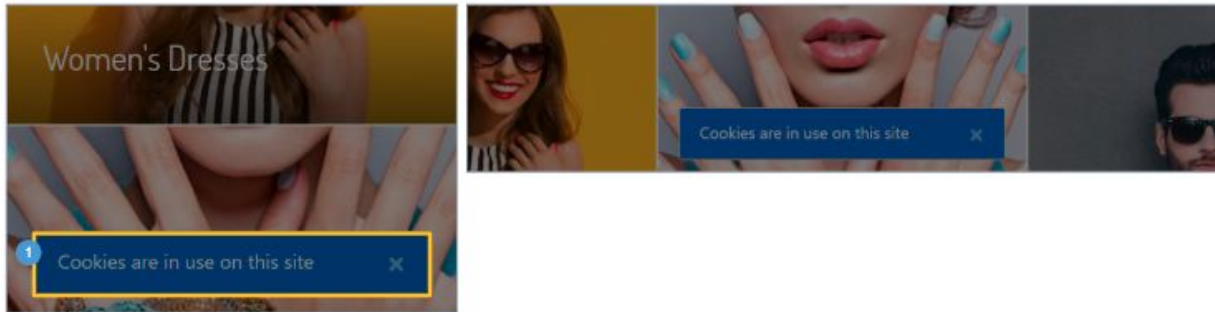 Women's Dresses
Cookies are in use on this site
1
Cookies are in use on this site